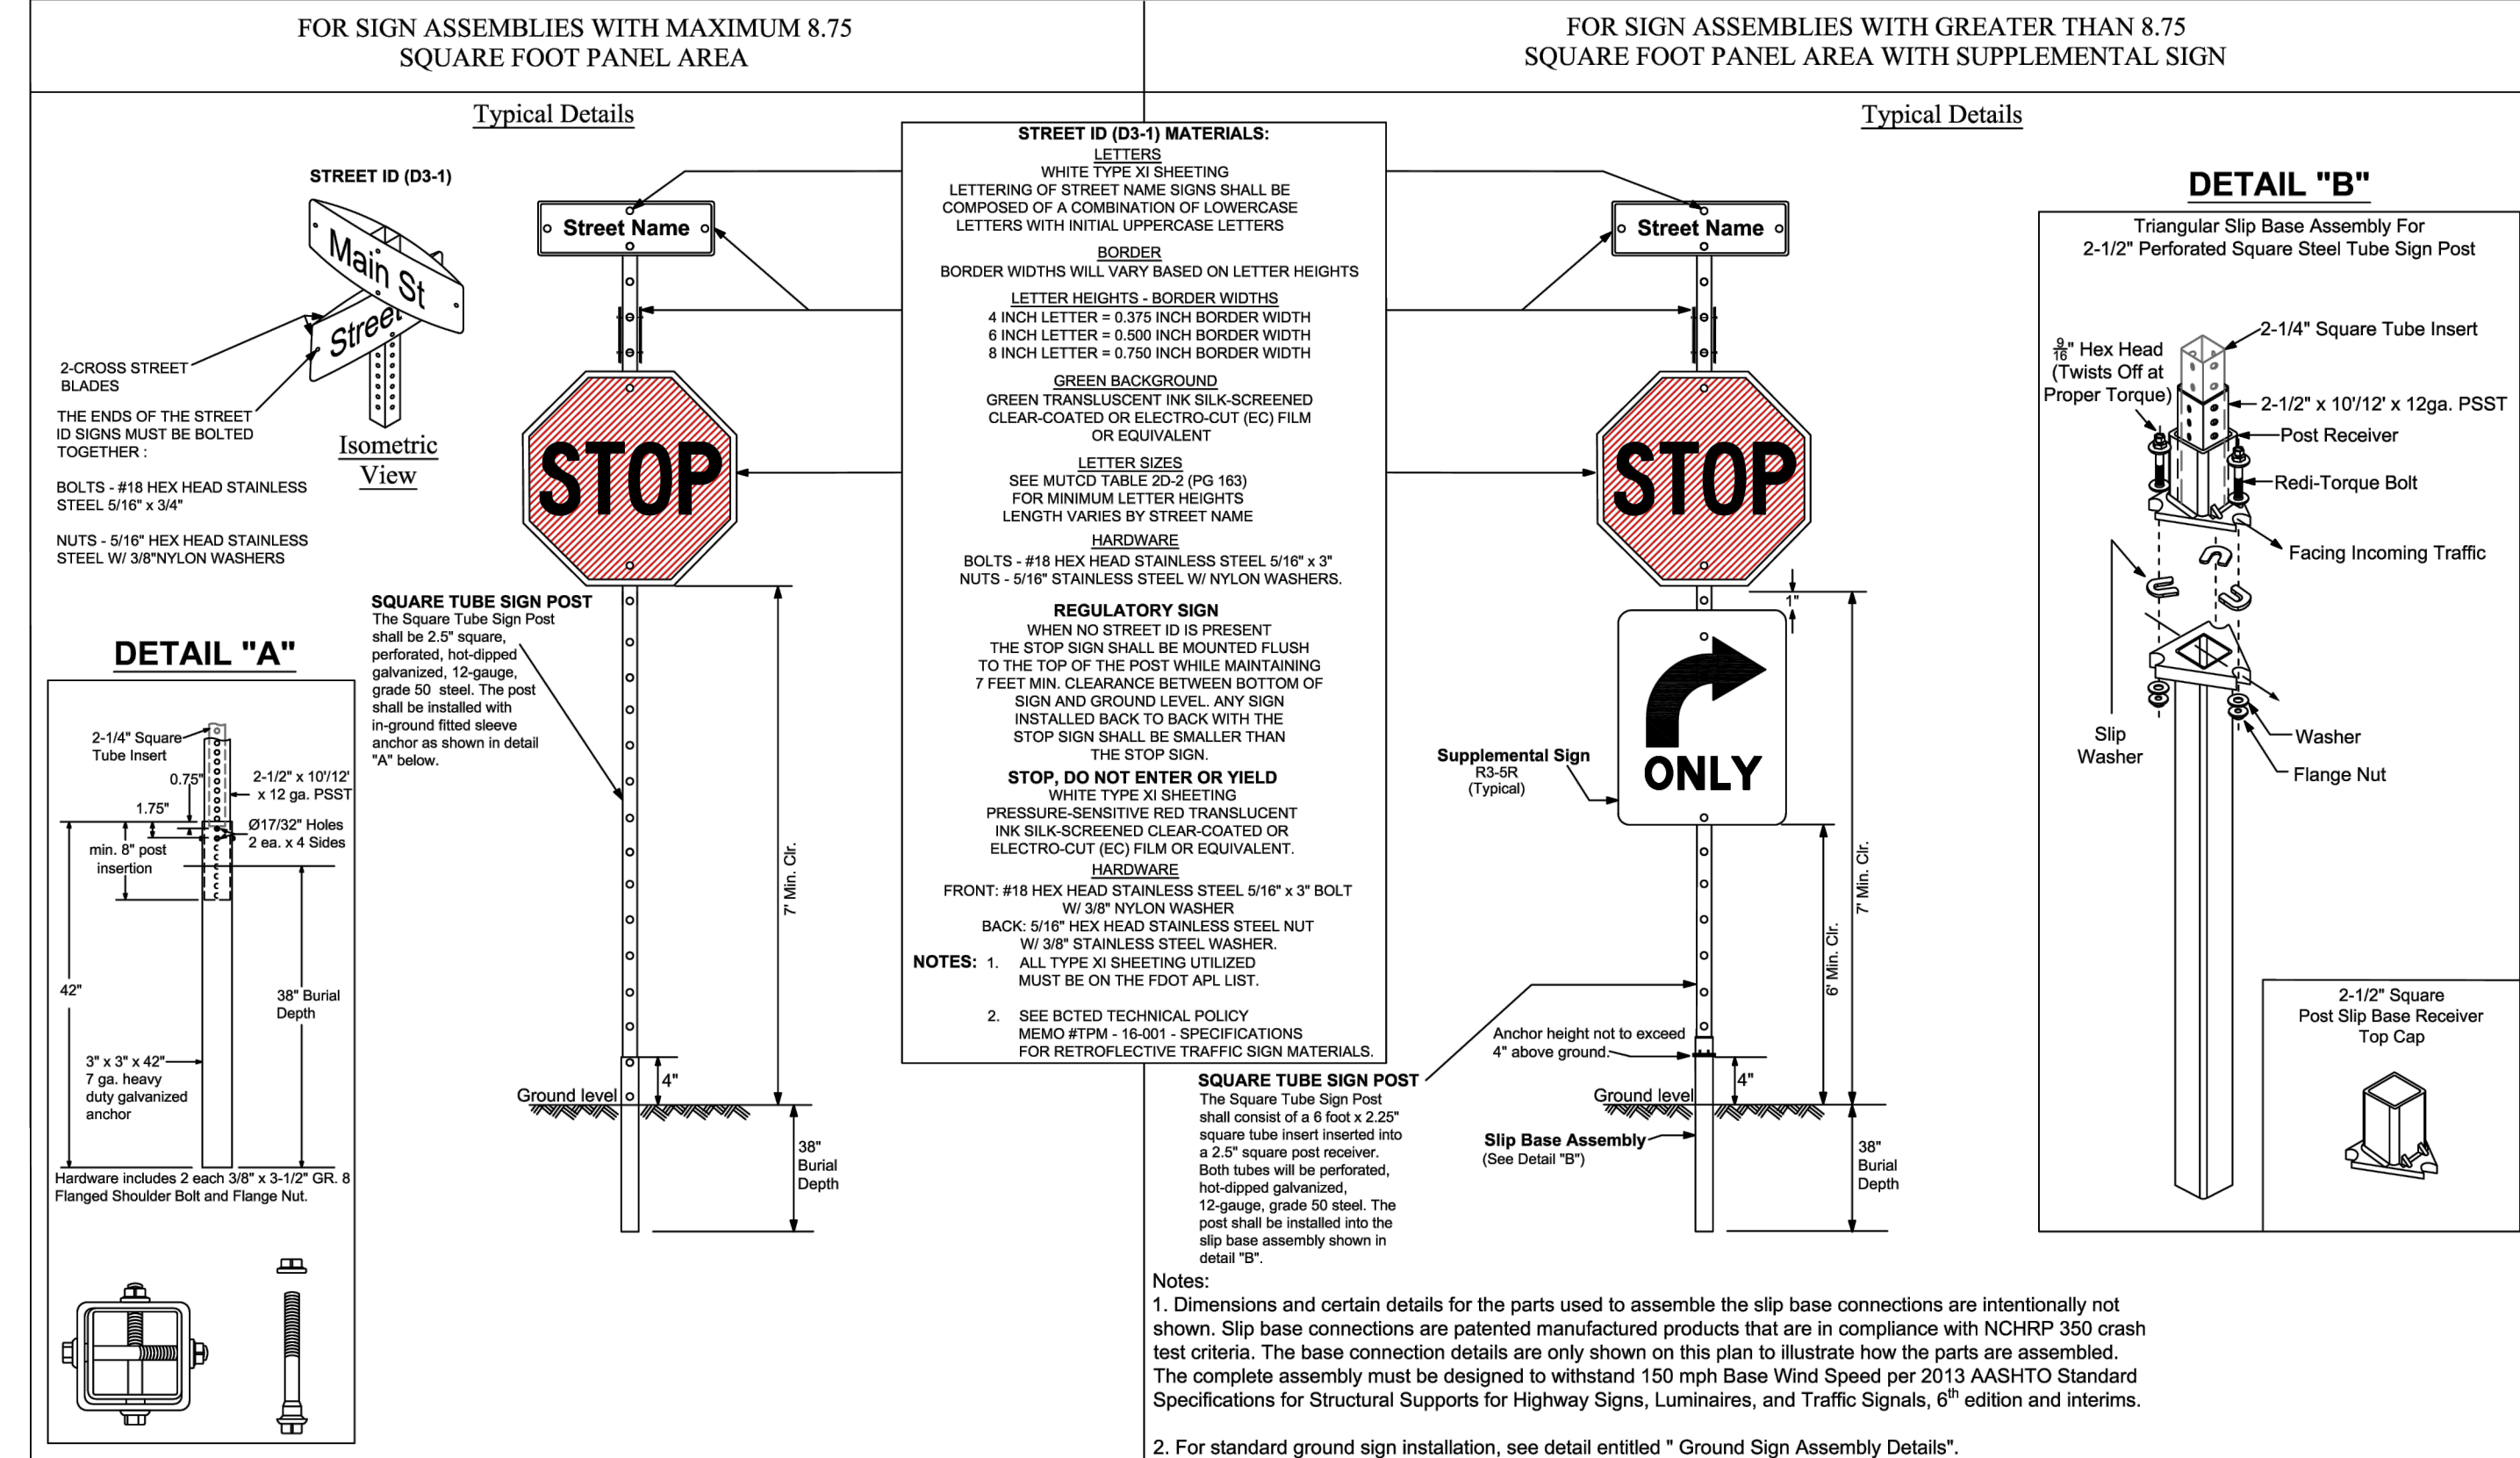 FOR SIGN ASSEMBLIES WITH MAXIMUM 8.75
SQUARE FOOT PANEL AREA
Typical Details
STREET ID (D3-1)
Main St
Street
2-CROSS STREET
BLADES
THE ENDS OF THE STREET
ID SIGNS MUST BE BOLTED
TOGETHER :
BOLTS - #18 HEX HEAD STAINLESS
STEEL 5/16" x 3/4"
NUTS - 5/16" HEX HEAD STAINLESS
STEEL W/ 3/8"NYLON WASHERS
Isometric
View
Street Name
STOP
SQUARE TUBE SIGN POST
The Square Tube Sign Post
shall be 2.5" square,
perforated, hot-dipped
galvanized, 12-gauge,
grade 50 steel. The post
shall be installed with
in-ground fitted sleeve
anchor as shown in detail
"A" below.
7' Min. Clr.
Ground level
4"
38"
Burial
Depth
DETAIL "A"
2-1/4" Square
Tube Insert
0.75"
2-1/2" x 10'/12'
x 12 ga. PSST
1.75"
Ø17/32" Holes
2 ea. x 4 Sides
min. 8" post
insertion
42"
38" Burial
Depth
3" x 3" x 42"
7 ga. heavy
duty galvanized
anchor
Hardware includes 2 each 3/8" x 3-1/2" GR. 8
Flanged Shoulder Bolt and Flange Nut.
STREET ID (D3-1) MATERIALS:
LETTERS
WHITE TYPE XI SHEETING
LETTERING OF STREET NAME SIGNS SHALL BE
COMPOSED OF A COMBINATION OF LOWERCASE
LETTERS WITH INITIAL UPPERCASE LETTERS
BORDER
BORDER WIDTHS WILL VARY BASED ON LETTER HEIGHTS
LETTER HEIGHTS - BORDER WIDTHS
4 INCH LETTER = 0.375 INCH BORDER WIDTH
6 INCH LETTER = 0.500 INCH BORDER WIDTH
8 INCH LETTER = 0.750 INCH BORDER WIDTH
GREEN BACKGROUND
GREEN TRANSLUSCENT INK SILK-SCREENED
CLEAR-COATED OR ELECTRO-CUT (EC) FILM
OR EQUIVALENT
LETTER SIZES
SEE MUTCD TABLE 2D-2 (PG 163)
FOR MINIMUM LETTER HEIGHTS
LENGTH VARIES BY STREET NAME
HARDWARE
BOLTS - #18 HEX HEAD STAINLESS STEEL 5/16" x 3"
NUTS - 5/16" STAINLESS STEEL W/ NYLON WASHERS.
REGULATORY SIGN
WHEN NO STREET ID IS PRESENT
THE STOP SIGN SHALL BE MOUNTED FLUSH
TO THE TOP OF THE POST WHILE MAINTAINING
7 FEET MIN. CLEARANCE BETWEEN BOTTOM OF
SIGN AND GROUND LEVEL. ANY SIGN
INSTALLED BACK TO BACK WITH THE
STOP SIGN SHALL BE SMALLER THAN
THE STOP SIGN.
STOP, DO NOT ENTER OR YIELD
WHITE TYPE XI SHEETING
PRESSURE-SENSITIVE RED TRANSLUCENT
INK SILK-SCREENED CLEAR-COATED OR
ELECTRO-CUT (EC) FILM OR EQUIVALENT.
HARDWARE
FRONT: #18 HEX HEAD STAINLESS STEEL 5/16" x 3" BOLT
W/ 3/8" NYLON WASHER
BACK: 5/16" HEX HEAD STAINLESS STEEL NUT
W/ 3/8" STAINLESS STEEL WASHER.
NOTES: 1. ALL TYPE XI SHEETING UTILIZED
MUST BE ON THE FDOT APL LIST.
2. SEE BCTED TECHNICAL POLICY
MEMO #TPM - 16-001 - SPECIFICATIONS
FOR RETROFLECTIVE TRAFFIC SIGN MATERIALS.
FOR SIGN ASSEMBLIES WITH GREATER THAN 8.75
SQUARE FOOT PANEL AREA WITH SUPPLEMENTAL SIGN
Typical Details
Street Name
STOP
1"
ONLY
Supplemental Sign
R3-5R
(Typical)
7' Min. Clr.
6' Min. Clr.
Anchor height not to exceed
4" above ground.
4"
Ground level
SQUARE TUBE SIGN POST
The Square Tube Sign Post
shall consist of a 6 foot x 2.25"
square tube insert inserted into
a 2.5" square post receiver.
Both tubes will be perforated,
hot-dipped galvanized,
12-gauge, grade 50 steel. The
post shall be installed into the
slip base assembly shown in
detail "B".
Slip Base Assembly
(See Detail "B")
38"
Burial
Depth
DETAIL "B"
Triangular Slip Base Assembly For
2-1/2" Perforated Square Steel Tube Sign Post
2-1/4" Square Tube Insert
9/16" Hex Head
(Twists Off at
Proper Torque)
2-1/2" x 10'/12' x 12ga. PSST
Post Receiver
Redi-Torque Bolt
Facing Incoming Traffic
Slip
Washer
Washer
Flange Nut
2-1/2" Square
Post Slip Base Receiver
Top Cap
Notes:
1. Dimensions and certain details for the parts used to assemble the slip base connections are intentionally not
shown. Slip base connections are patented manufactured products that are in compliance with NCHRP 350 crash
test criteria. The base connection details are only shown on this plan to illustrate how the parts are assembled.
The complete assembly must be designed to withstand 150 mph Base Wind Speed per 2013 AASHTO Standard
Specifications for Structural Supports for Highway Signs, Luminaires, and Traffic Signals, 6th edition and interims.
2. For standard ground sign installation, see detail entitled " Ground Sign Assembly Details".